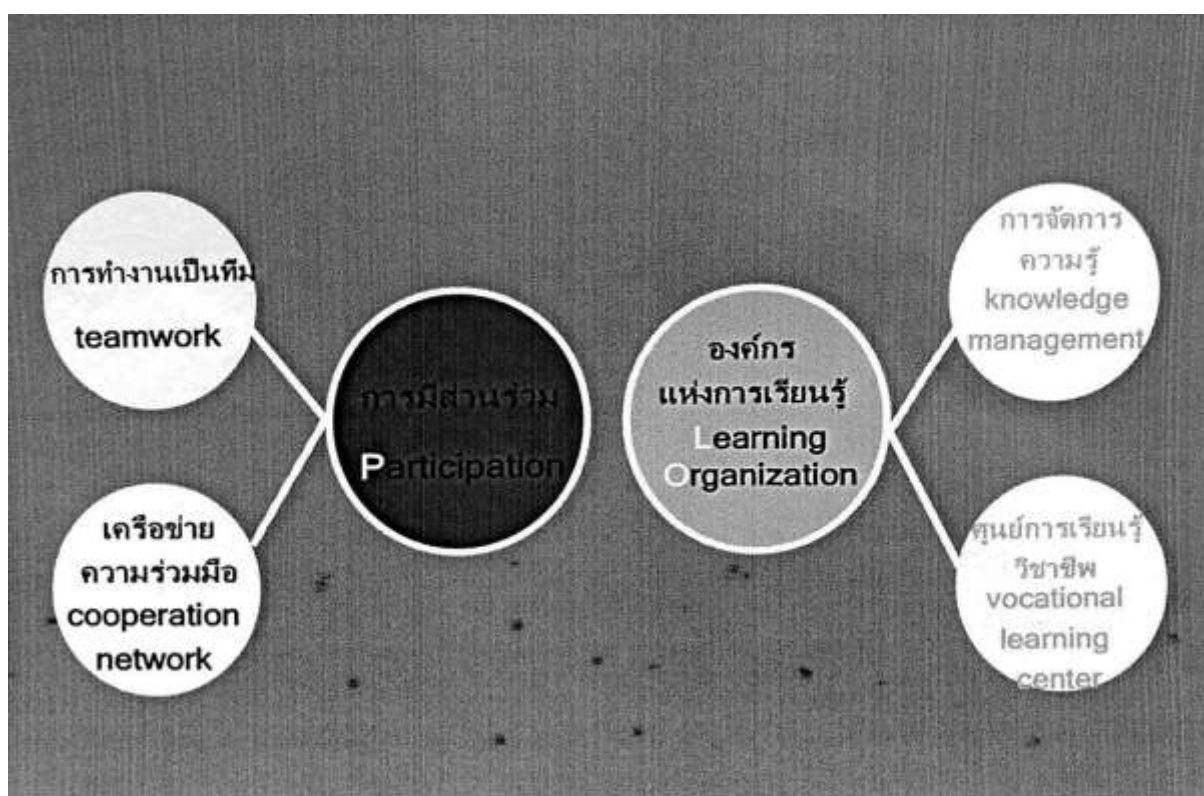 การทำงานเป็นทีม
teamwork
เครือข่าย
ความร่วมมือ
cooperation
network
การมีส่วนร่วม
Participation
องค์กร
แห่งการเรียนรู้
Learning
Organization
การจัดการ
ความรู้
knowledge
management
ศูนย์การเรียนรู้
วิชาชีพ
vocational
learning
center